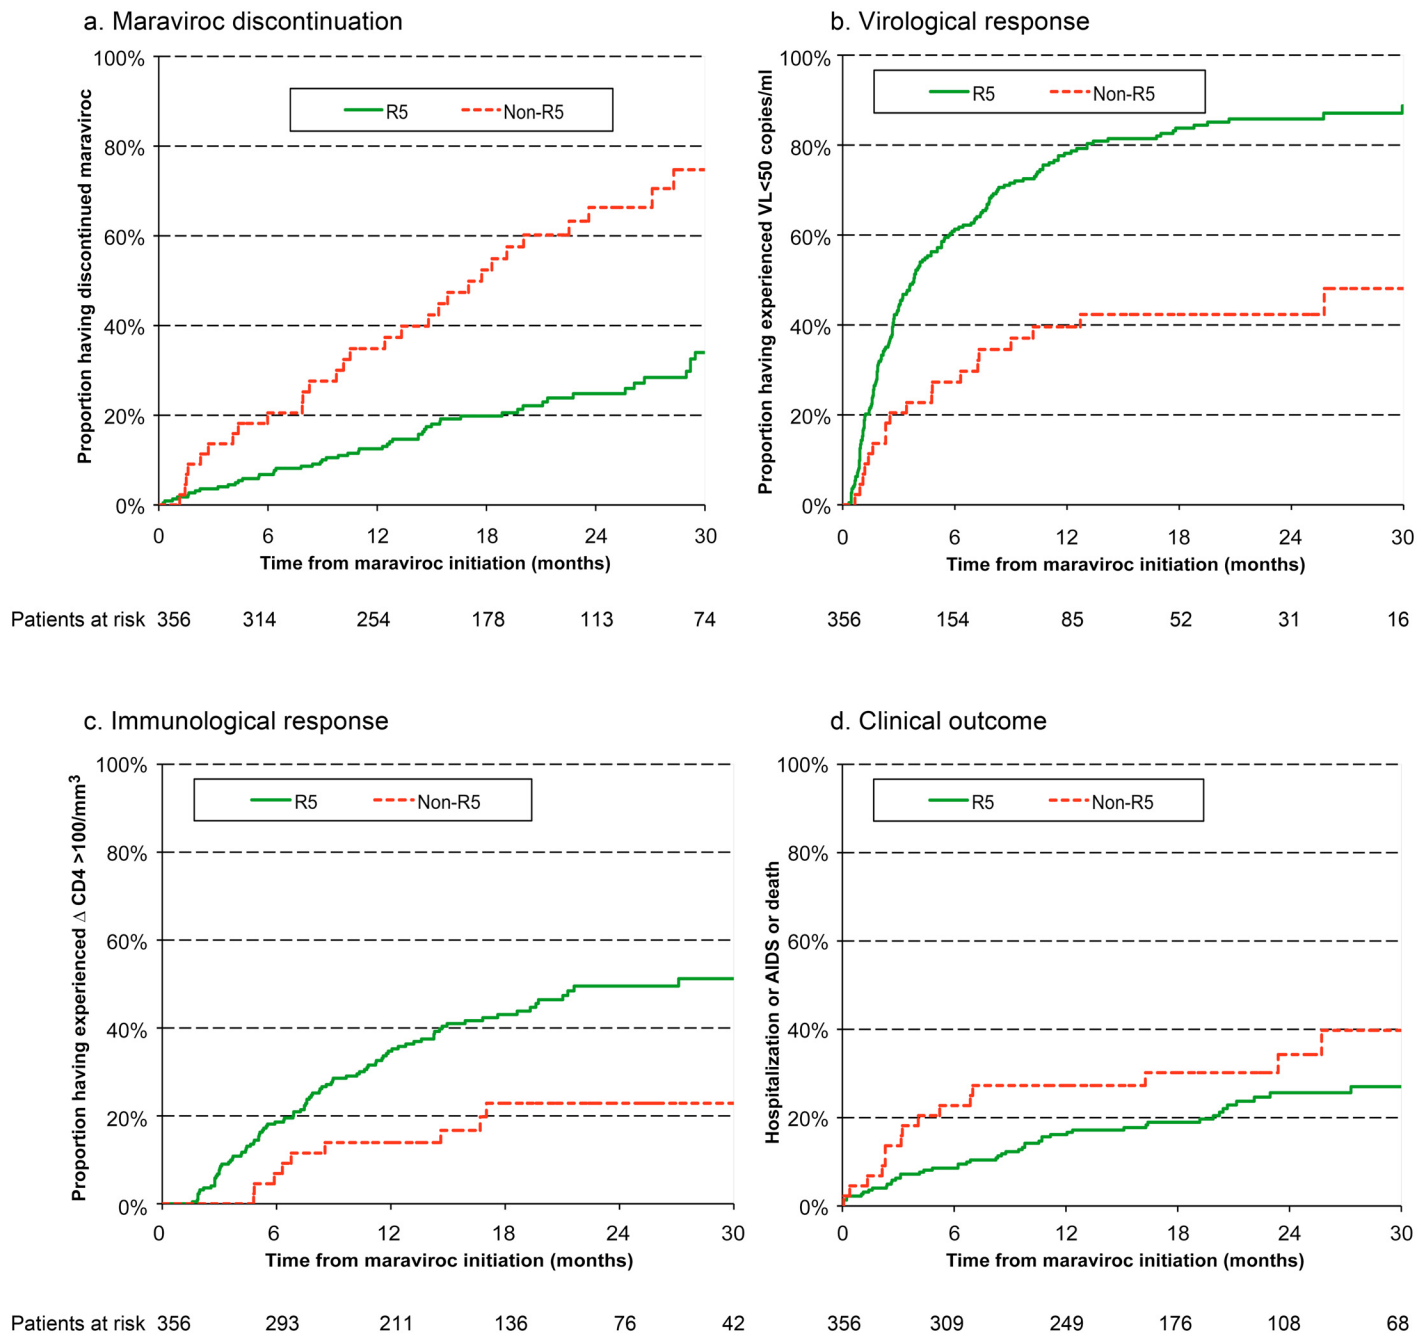 a. Maraviroc discontinuation
Proportion having discontinued maraviroc
100%
80%
60%
40%
20%
0%
R5 Non-R5
0 6 12 18 24 30
Time from maraviroc initiation (months)
Patients at risk 356 314 254 178 113 74
b. Virological response
Proportion having experienced VL<50 copies/ml
100%
80%
60%
40%
20%
0%
R5 Non-R5
0 6 12 18 24 30
Time from maraviroc initiation (months)
356 154 85 52 31 16
c. Immunological response
Proportion having experienced Δ CD4 >100/mm³
100%
80%
60%
40%
20%
0%
R5 Non-R5
0 6 12 18 24 30
Time from maraviroc initiation (months)
Patients at risk 356 293 211 136 76 42
d. Clinical outcome
Hospitalization or AIDS or death
100%
80%
60%
40%
20%
0%
R5 Non-R5
0 6 12 18 24 30
Time from maraviroc initiation (months)
356 309 249 176 108 68